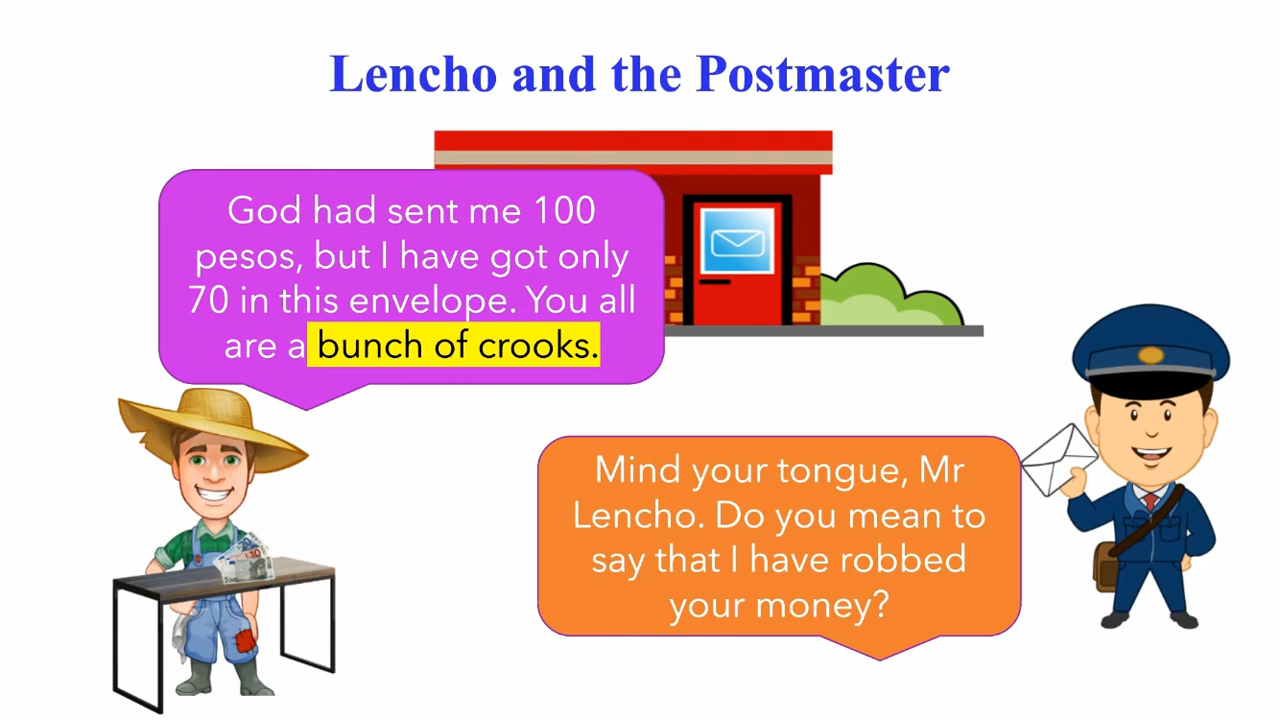 Lencho and the Postmaster
God had sent me 100
pesos, but I have got only
70 in this envelope. You all
are a bunch of crooks.
Mind your tongue, Mr
Lencho. Do you mean to
say that I have robbed
your money?